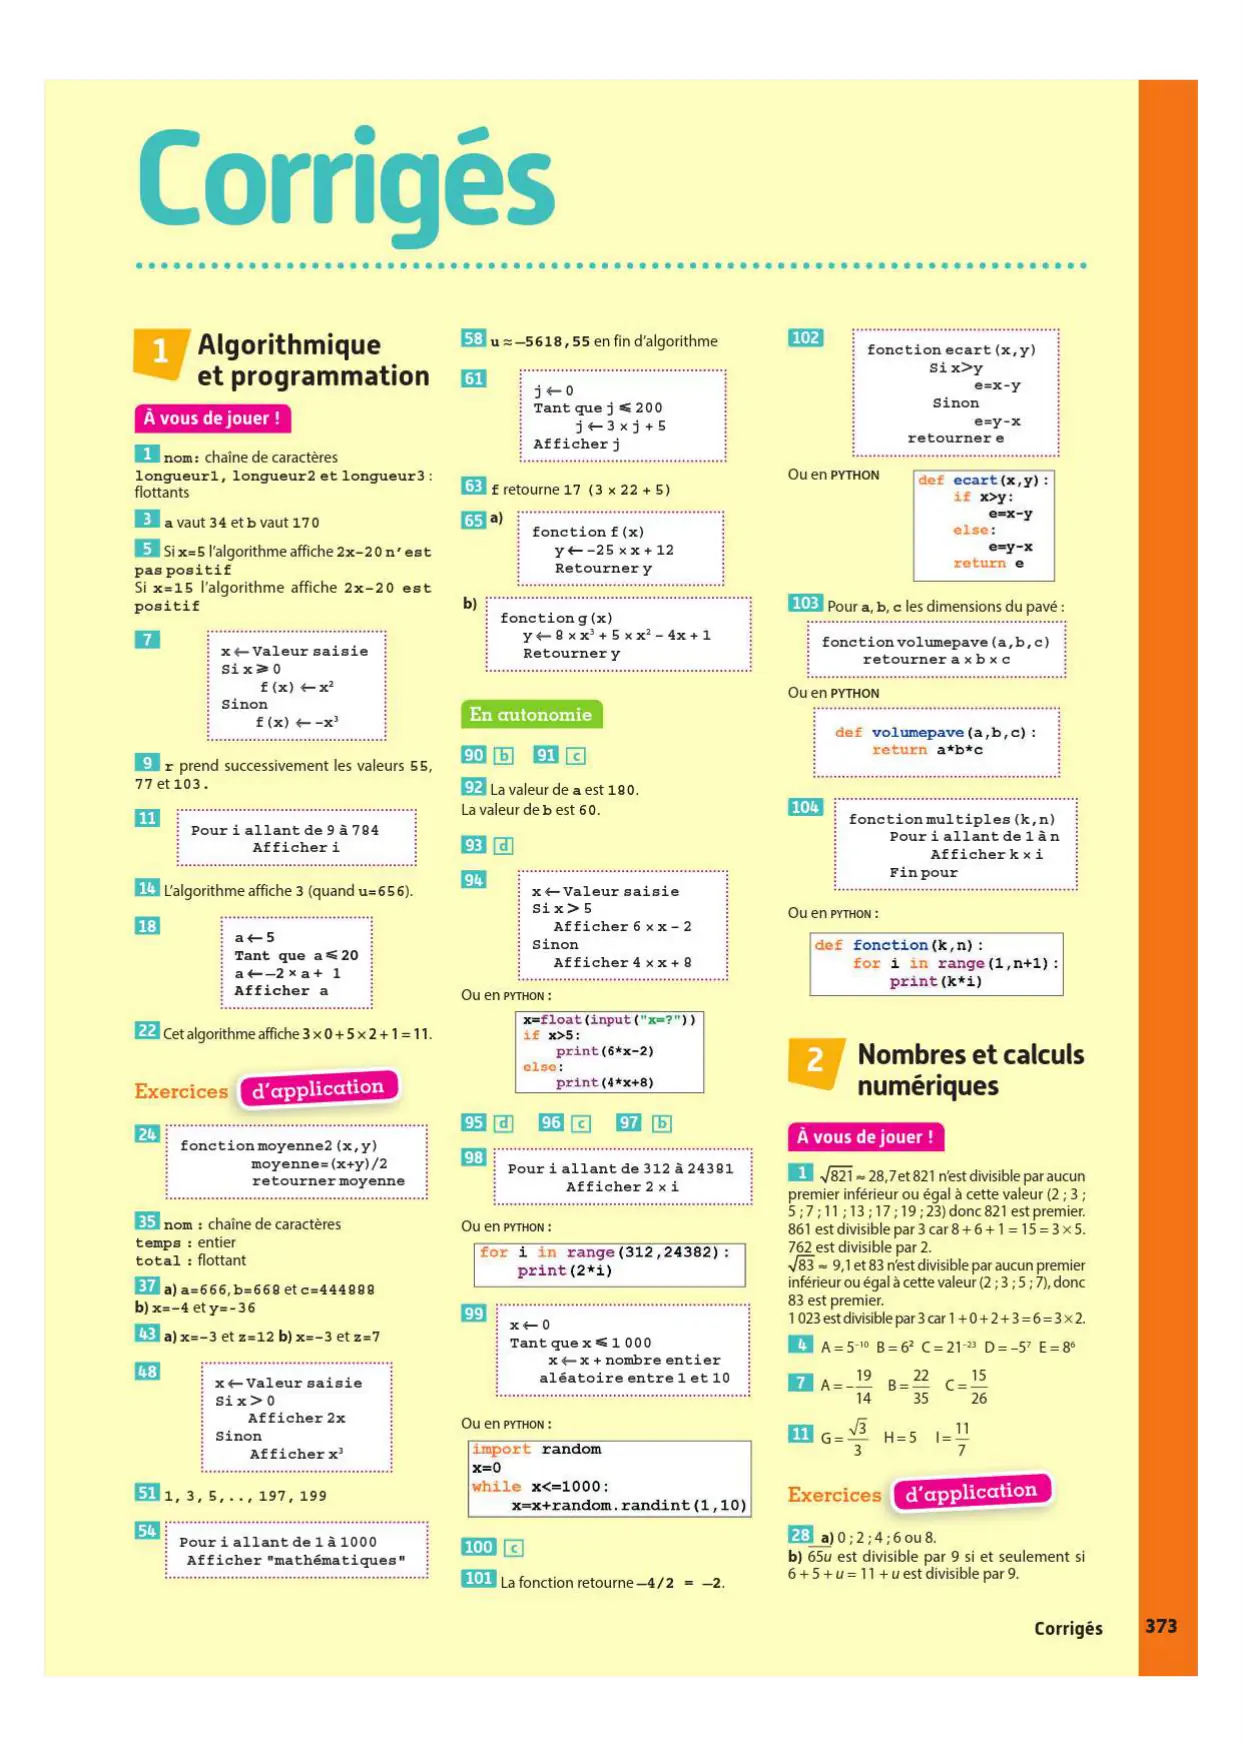 Corrigés
1 Algorithmique
et programmation
À vous de jouer !
1 nom: chaîne de caractères
longueur1, longueur2 et longueur3 :
flottants
3 a vaut 34 et b vaut 170
5 Si x=5 l'algorithme affiche 2x-20 n'est
pas positif
Si x=15 l'algorithme affiche 2x-20 est
positif
7
x ← Valeur saisie
Si x ⩾ 0
f(x) ← x²
Sinon
f(x) ← -x³
9 r prend successivement les valeurs 55,
77 et 103.
11
Pour i allant de 9 à 784
Afficher i
14 L'algorithme affiche 3 (quand u=656).
18
a ← 5
Tant que a ⩽ 20
a ← -2 × a + 1
Afficher a
22 Cet algorithme affiche 3 × 0 + 5 × 2 + 1 = 11.
Exercices d'application
24
fonction moyenne2(x,y)
moyenne=(x+y)/2
retourner moyenne
35 nom : chaîne de caractères
temps : entier
total : flottant
37 a) a=666, b=668 et c=444888
b) x=-4 et y=-36
43 a) x=-3 et z=12 b) x=-3 et z=7
48
x ← Valeur saisie
Si x > 0
Afficher 2x
Sinon
Afficher x³
51 1, 3, 5,.., 197, 199
54
Pour i allant de 1 à 1000
Afficher "mathématiques"
58 u ≈ -5618,55 en fin d'algorithme
61
j ← 0
Tant que j ⩽ 200
j ← 3 × j + 5
Afficher j
63 f retourne 17 (3 × 22 + 5)
65 a)
fonction f(x)
y ← -25 × x + 12
Retourner y
b)
fonction g(x)
y ← 8 × x³ + 5 × x² - 4x + 1
Retourner y
En autonomie
90 b 91 c
92 La valeur de a est 180.
La valeur de b est 60.
93 d
94
x ← Valeur saisie
Si x > 5
Afficher 6 × x - 2
Sinon
Afficher 4 × x + 8
Ou en PYTHON :
x=float(input("x=?"))
if x>5:
print(6*x-2)
else:
print(4*x+8)
95 d 96 c 97 b
98
Pour i allant de 312 à 24381
Afficher 2 × i
Ou en PYTHON :
for i in range(312,24382):
print(2*i)
99
x ← 0
Tant que x ⩽ 1 000
x ← x + nombre entier
aléatoire entre 1 et 10
Ou en PYTHON :
import random
x=0
while x<=1000:
x=x+random.randint(1,10)
100 c
101 La fonction retourne -4/2 = -2.
102
fonction ecart(x,y)
Si x>y
e=x-y
Sinon
e=y-x
retourner e
Ou en PYTHON
def ecart(x,y):
if x>y:
e=x-y
else:
e=y-x
return e
103 Pour a, b, c les dimensions du pavé :
fonction volumepave(a,b,c)
retourner a × b × c
Ou en PYTHON
def volumepave(a,b,c):
return a*b*c
104
fonction multiples(k,n)
Pour i allant de 1 à n
Afficher k × i
Fin pour
Ou en PYTHON :
def fonction(k,n):
for i in range(1,n+1):
print(k*i)
2 Nombres et calculs
numériques
À vous de jouer !
1 √821 ≈ 28,7 et 821 n'est divisible par aucun
premier inférieur ou égal à cette valeur (2 ; 3 ;
5 ; 7 ; 11 ; 13 ; 17 ; 19 ; 23) donc 821 est premier.
861 est divisible par 3 car 8 + 6 + 1 = 15 = 3 × 5.
762 est divisible par 2.
√83 ≈ 9,1 et 83 n'est divisible par aucun premier
inférieur ou égal à cette valeur (2 ; 3 ; 5 ; 7), donc
83 est premier.
1 023 est divisible par 3 car 1 + 0 + 2 + 3 = 6 = 3 × 2.
4 A = 5⁻¹⁰ B = 6² C = 21⁻²³ D = –5⁷ E = 8⁶
7 A = –19/14 B = 22/35 C = 15/26
11 G = √3/3 H = 5 I = 11/7
Exercices d'application
28 a) 0 ; 2 ; 4 ; 6 ou 8.
b) 6̅5̅u̅ est divisible par 9 si et seulement si
6 + 5 + u = 11 + u est divisible par 9.
Corrigés 373